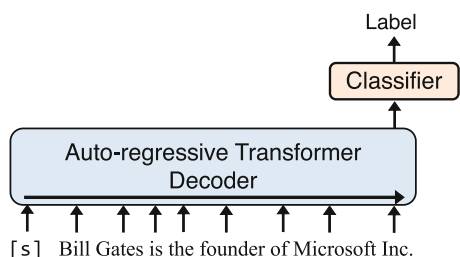 Label
Classifier
Auto-regressive Transformer
Decoder
[s] Bill Gates is the founder of Microsoft Inc.